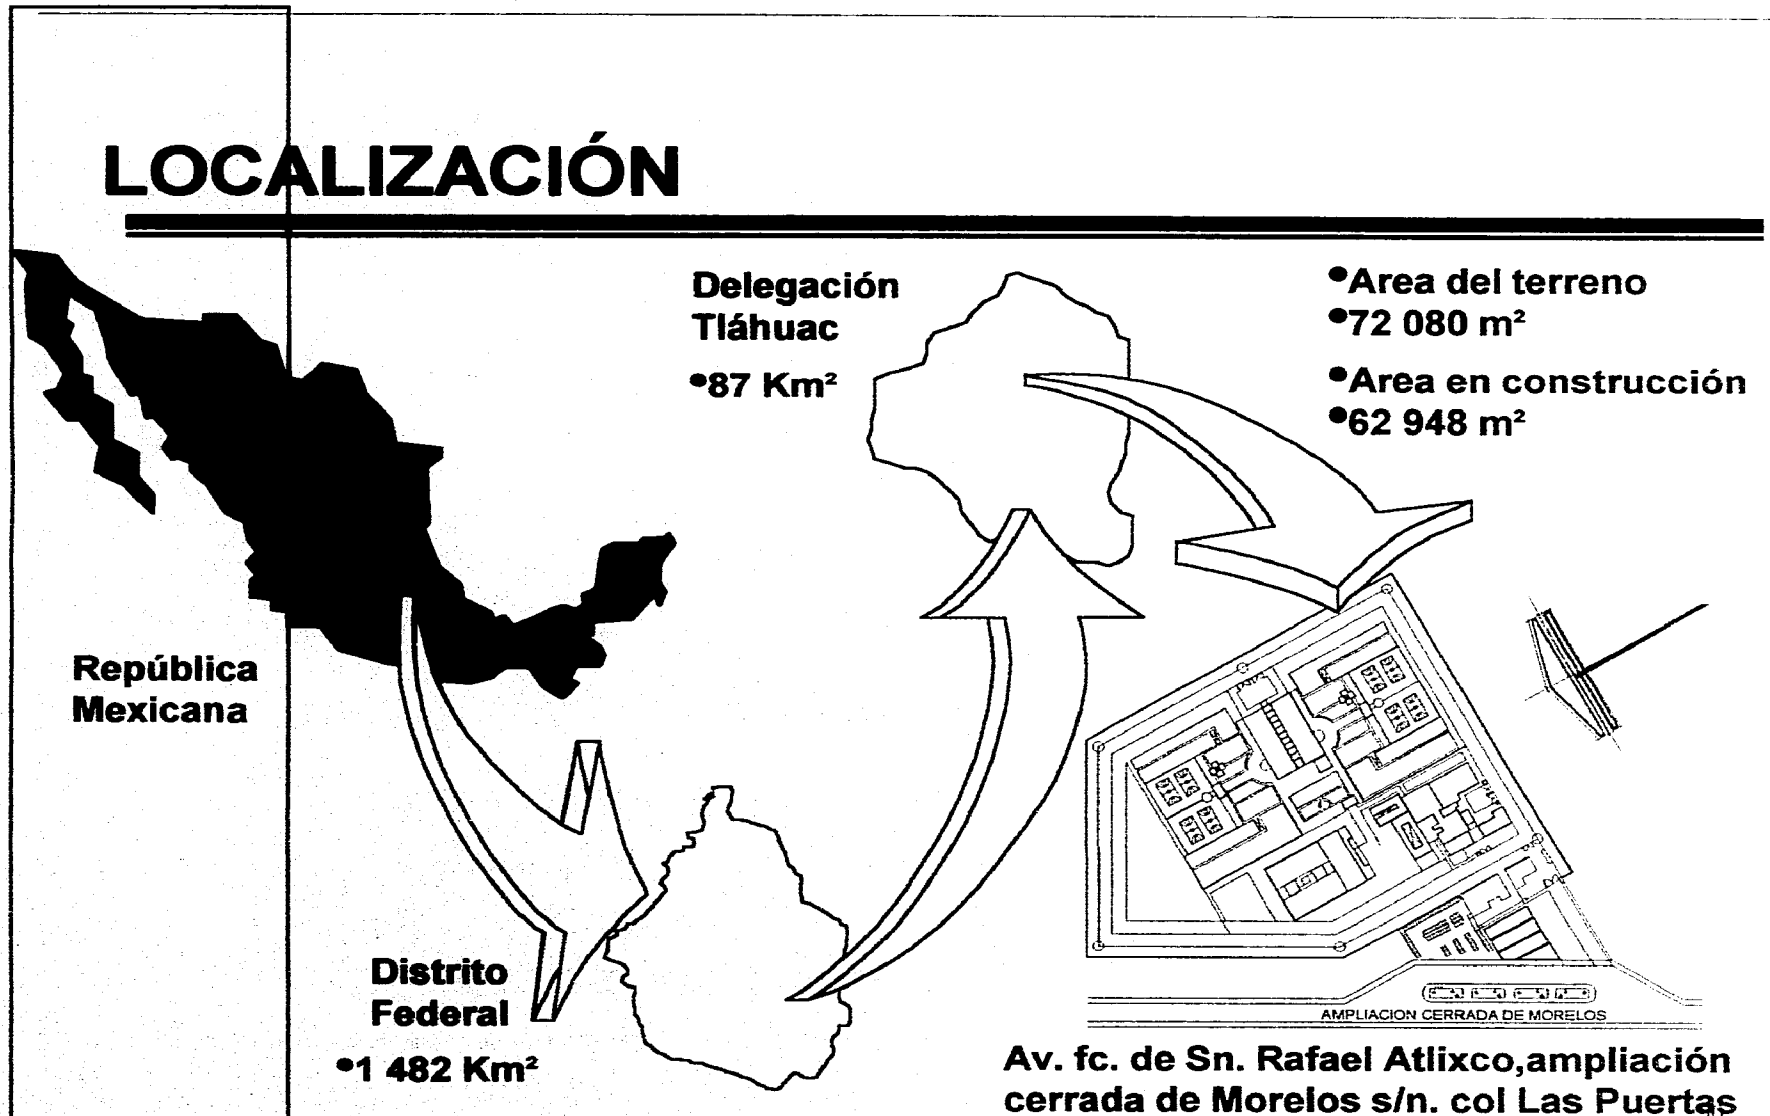 LOCALIZACIÓN
Delegación
Tláhuac
•87 Km²
•Area del terreno
•72 080 m²
•Area en construcción
•62 948 m²
República
Mexicana
Distrito
Federal
•1 482 Km²
AMPLIACION CERRADA DE MORELOS
Av. fc. de Sn. Rafael Atlixco,ampliación
cerrada de Morelos s/n. col Las Puertas